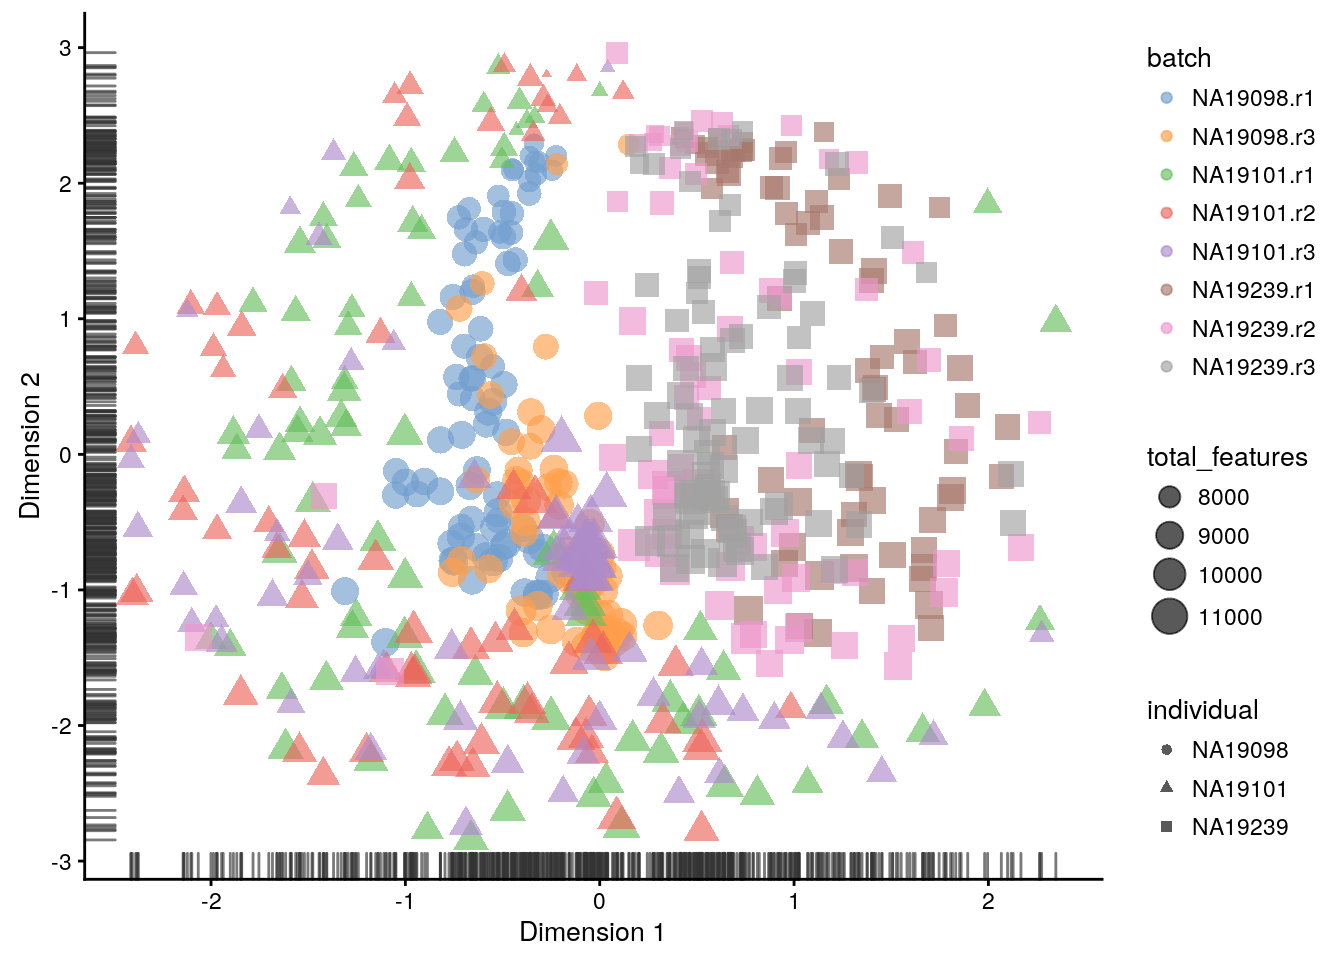 3
2
1
0
-1
-2
-3
Dimension 2
-2
-1
0
1
2
Dimension 1
batch
NA19098.r1
NA19098.r3
NA19101.r1
NA19101.r2
NA19101.r3
NA19239.r1
NA19239.r2
NA19239.r3
total_features
8000
9000
10000
11000
individual
NA19098
NA19101
NA19239